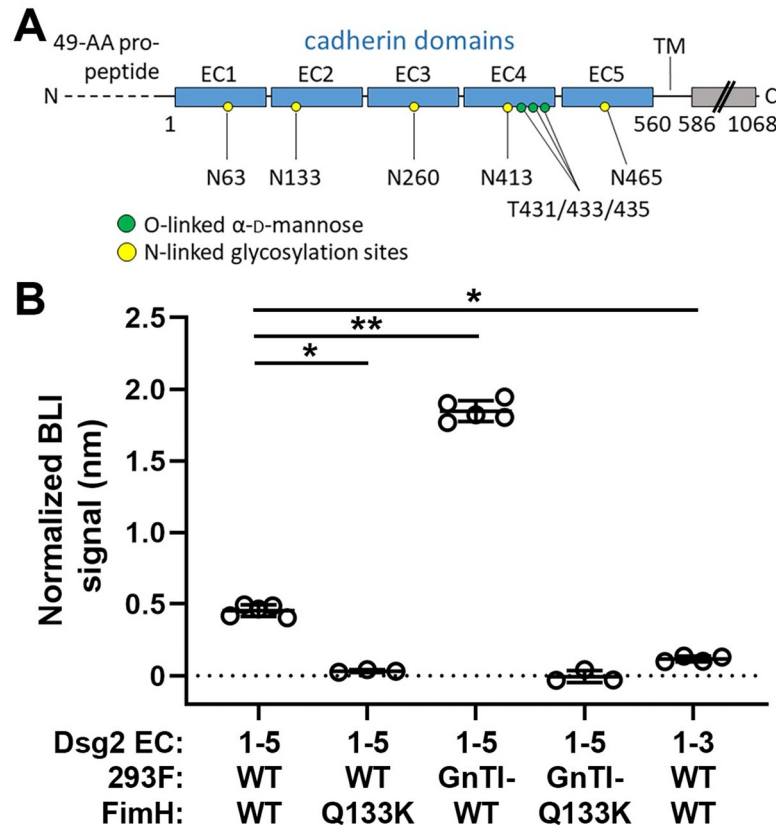 A
49-AA pro-
peptide
cadherin domains
TM
EC1 EC2 EC3 EC4 EC5
N C
1 560 586 1068
N63 N133 N260 N413 N465
T431/433/435
O-linked α-D-mannose
N-linked glycosylation sites
B
*
**
*
2.5
2.0
1.5
1.0
0.5
0
Normalized BLI
signal (nm)
Dsg2 EC: 1-5 1-5 1-5 1-5 1-3
293F: WT WT GnTI- GnTI- WT
FimH: WT Q133K WT Q133K WT